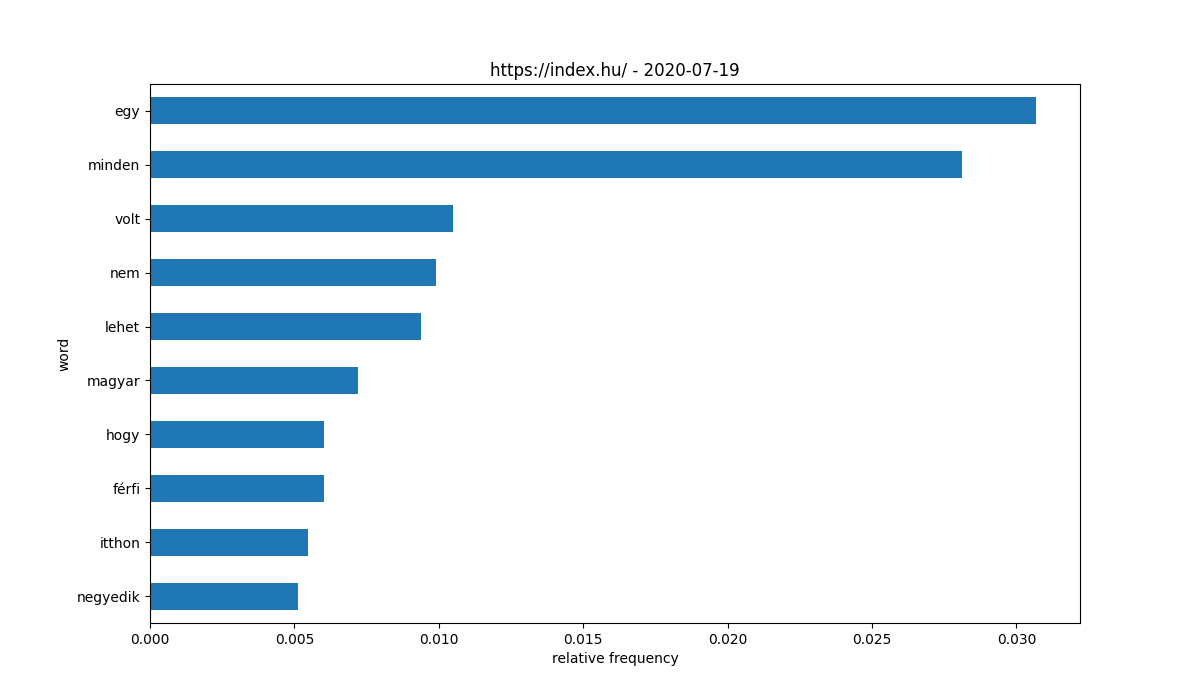 https://index.hu/ - 2020-07-19
egy
minden
volt
nem
lehet
magyar
hogy
férfi
itthon
negyedik
word
0.000 0.005 0.010 0.015 0.020 0.025 0.030
relative frequency